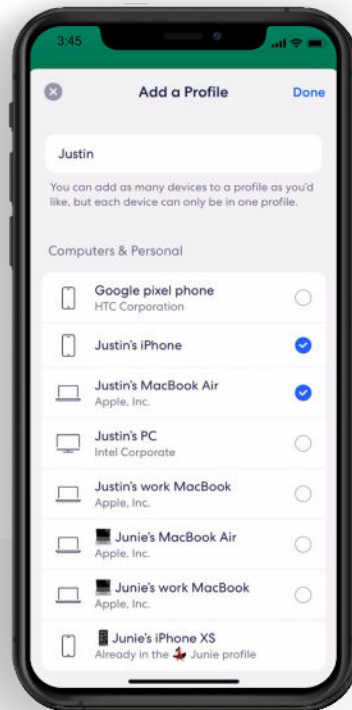 3:45
Add a Profile
Done
Justin
You can add as many devices to a profile as you'd
like, but each device can only be in one profile.
Computers & Personal
Google pixel phone
HTC Corporation
Justin's iPhone
Justin's MacBook Air
Apple, Inc.
Justin's PC
Intel Corporate
Justin's work MacBook
Apple, Inc.
Junie's MacBook Air
Apple, Inc.
Junie's work MacBook
Apple, Inc.
Junie's iPhone XS
Already in the 💃 Junie profile